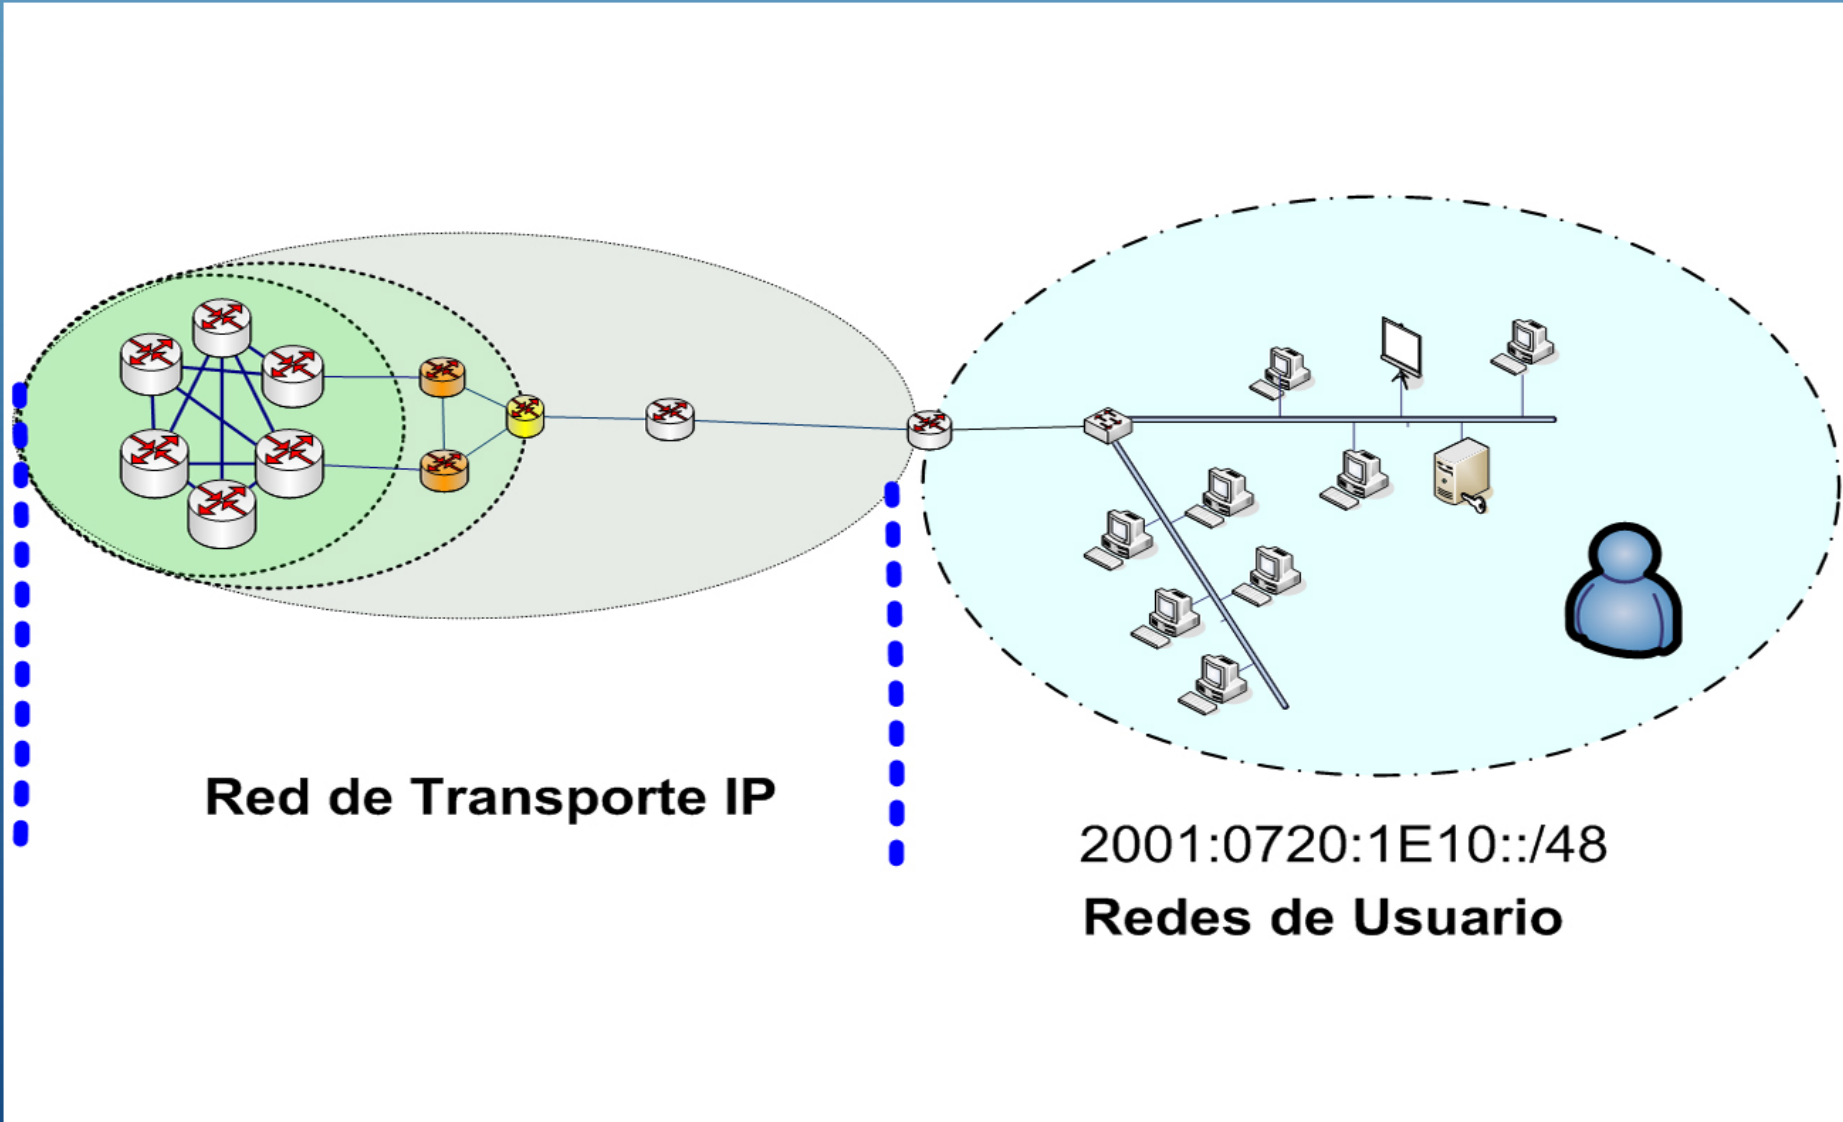 Red de Transporte IP
2001:0720:1E10::/48
Redes de Usuario